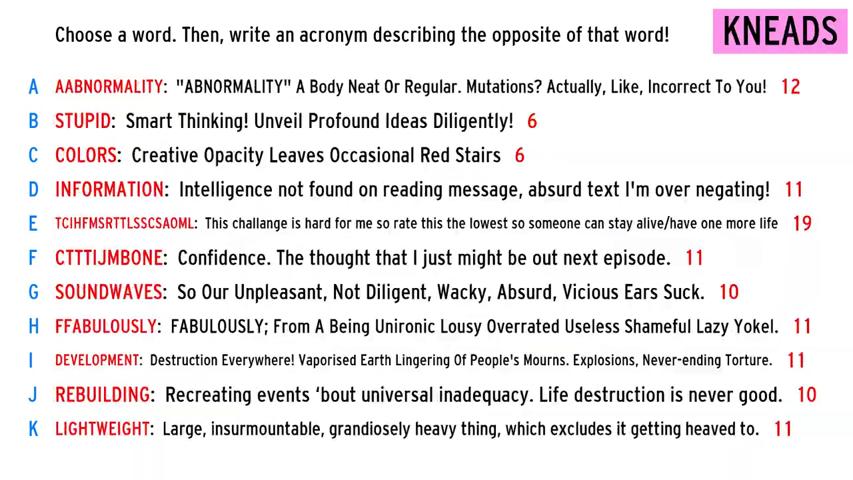 Choose a word. Then, write an acronym describing the opposite of that word! KNEADS
A AABNORMALITY: "ABNORMALITY" A Body Neat Or Regular. Mutations? Actually, Like, Incorrect To You! 12
B STUPID: Smart Thinking! Unveil Profound Ideas Diligently! 6
C COLORS: Creative Opacity Leaves Occasional Red Stairs 6
D INFORMATION: Intelligence not found on reading message, absurd text I'm over negating! 11
E TCIHFMSRTTLSSCSAOML: This challange is hard for me so rate this the lowest so someone can stay alive/have one more life 19
F CTTTIJMBONE: Confidence. The thought that I just might be out next episode. 11
G SOUNDWAVES: So Our Unpleasant, Not Diligent, Wacky, Absurd, Vicious Ears Suck. 10
H FFABULOUSLY: FABULOUSLY; From A Being Unironic Lousy Overrated Useless Shameful Lazy Yokel. 11
I DEVELOPMENT: Destruction Everywhere! Vaporised Earth Lingering Of People's Mourns. Explosions, Never-ending Torture. 11
J REBUILDING: Recreating events ‘bout universal inadequacy. Life destruction is never good. 10
K LIGHTWEIGHT: Large, insurmountable, grandiosely heavy thing, which excludes it getting heaved to. 11